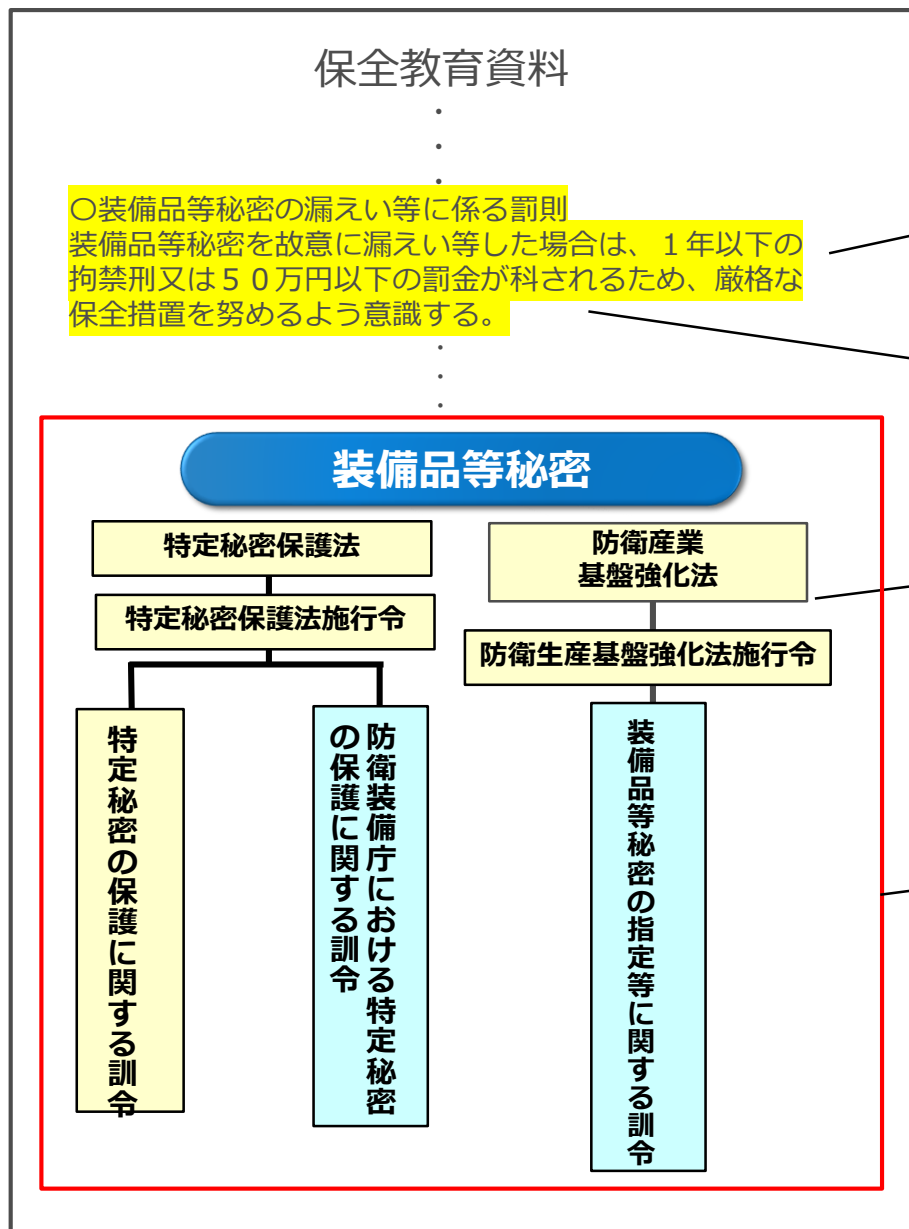 保全教育資料
・
・
・
〇装備品等秘密の漏えい等に係る罰則
装備品等秘密を故意に漏えい等した場合は、１年以下の
拘禁刑又は５０万円以下の罰金が科されるため、厳格な
保全措置を努めるよう意識する。
・
・
・
装備品等秘密
特定秘密保護法
防衛産業
基盤強化法
特定秘密保護法施行令
防衛生産基盤強化法施行令
特定秘密の保護に関する訓令
防衛装備庁における特定秘密
の保護に関する訓令
装備品等秘密の指定等に関する訓令